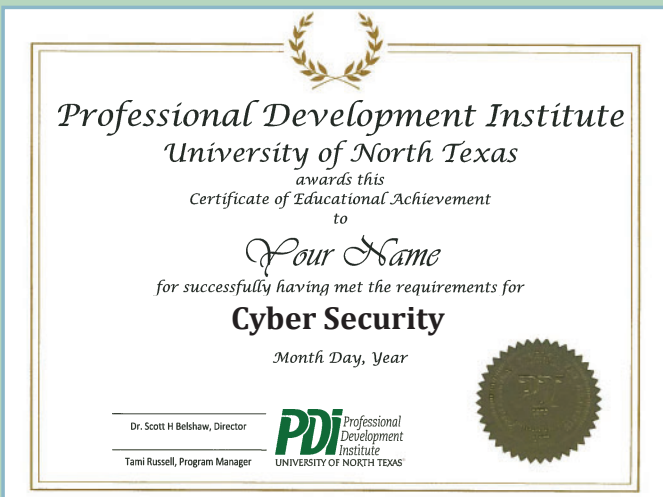 Professional Development Institute
University of North Texas
awards this
Certificate of Educational Achievement
to
Your Name
for successfully having met the requirements for
Cyber Security
Month Day, Year
Dr. Scott H Belshaw, Director
Tami Russell, Program Manager
PDi
Professional
Development
Institute
UNIVERSITY OF NORTH TEXAS